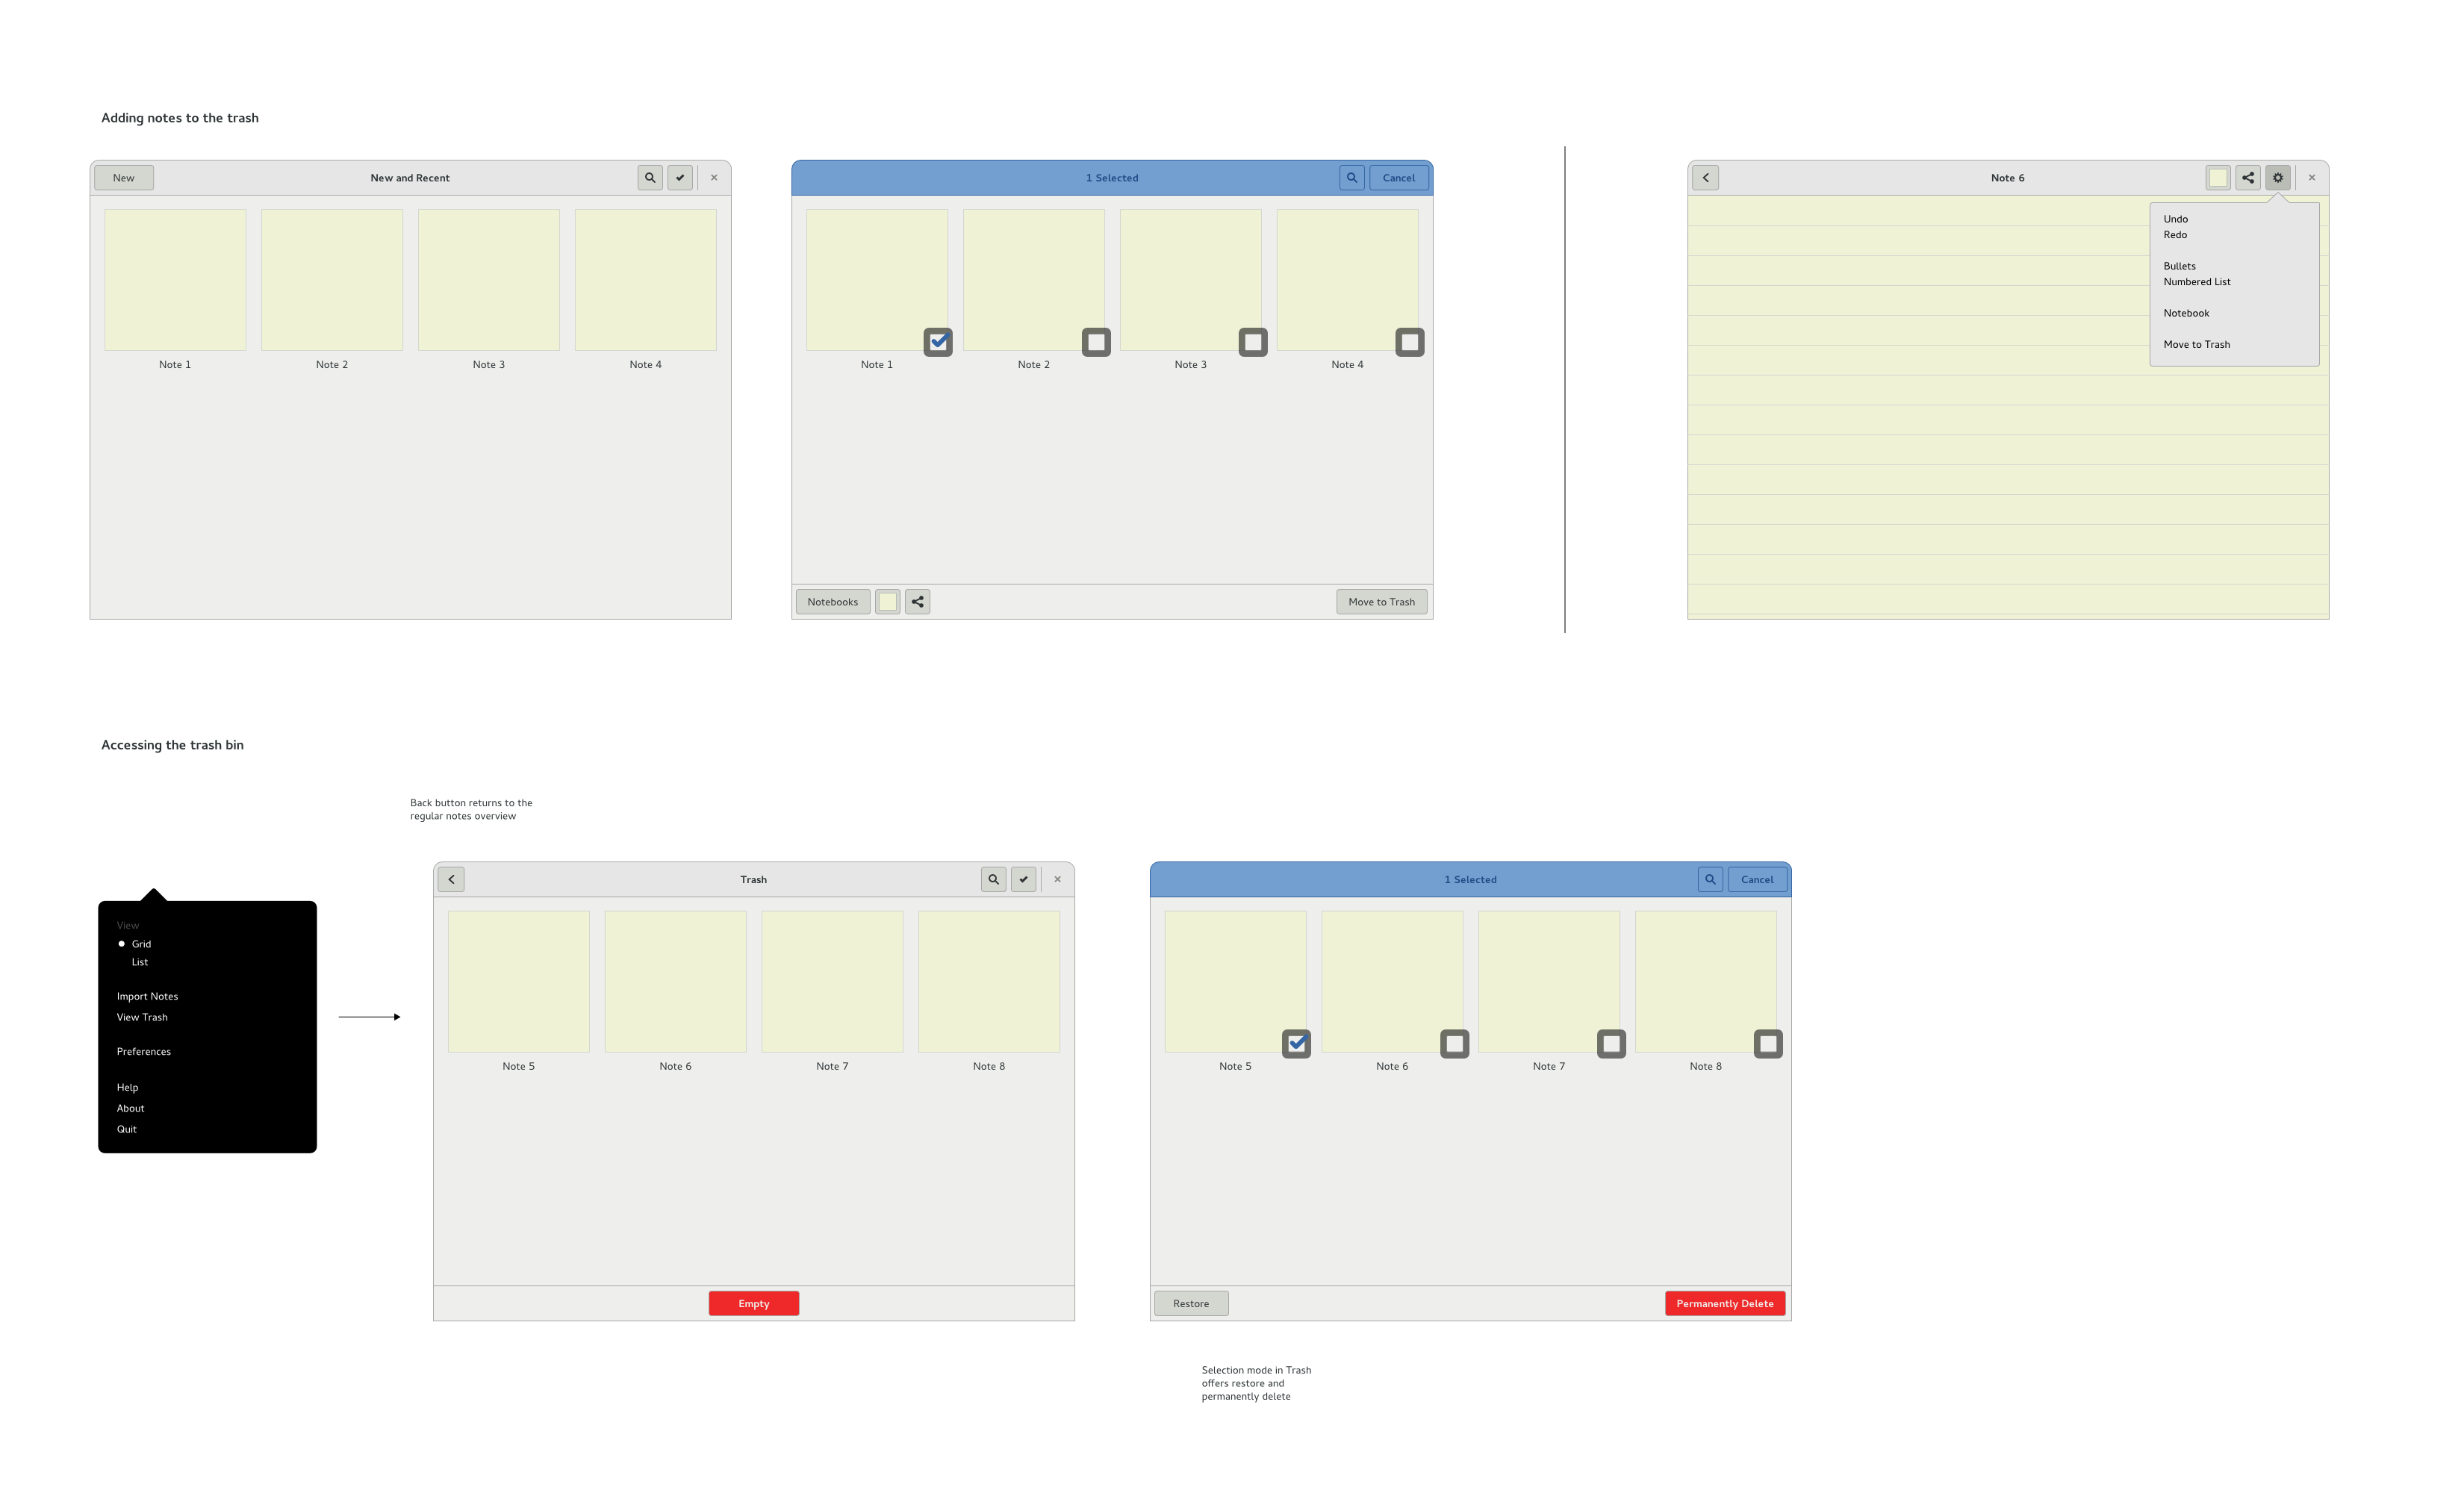 Adding notes to the trash
New
New and Recent
Note 1
Note 2
Note 3
Note 4
1 Selected
Cancel
Note 1
Note 2
Note 3
Note 4
Notebooks
Move to Trash
Note 6
Undo
Redo
Bullets
Numbered List
Notebook
Move to Trash
Accessing the trash bin
Back button returns to the
regular notes overview
View
Grid
List
Import Notes
View Trash
Preferences
Help
About
Quit
Trash
Note 5
Note 6
Note 7
Note 8
Empty
1 Selected
Cancel
Note 5
Note 6
Note 7
Note 8
Restore
Permanently Delete
Selection mode in Trash
offers restore and
permanently delete